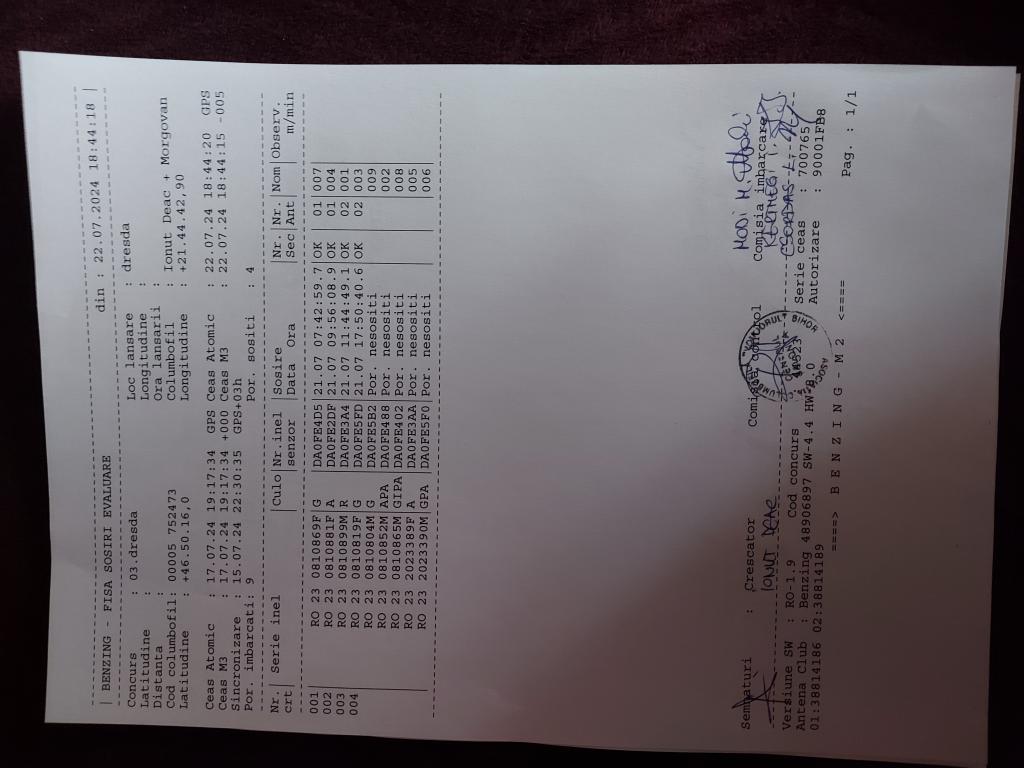 | BENZING - FISA SOSIRI EVALUARE din : 22.07.2024 18:44:18 |
Concurs : 03.dresda Loc lansare : dresda
Latitudine : Longitudine :
Distanta : Ora lansarii :
Cod columbofil: 00005 752473 Columbofil : Ionut Deac + Morgovan
Latitudine : +46.50.16,0 Longitudine : +21.44.42,90
Ceas Atomic : 17.07.24 19:17:34 GPS Ceas Atomic : 22.07.24 18:44:20 GPS
Ceas M3 : 17.07.24 19:17:34 +000 Ceas M3 : 22.07.24 18:44:15 -005
Sincronizare : 15.07.24 22:30:35 GPS+03h
Por. imbarcati: 9 Por. sositi : 4
Nr.| Serie inel |Culo|Nr.inel |Sosire |Nr.|Nr.|Nom|Observ.
crt| | |senzor |Data Ora |Sec|Ant| | m/min
001 | RO 23 0810869F|G |DA0FE4D5|21.07 07:42:59.7|OK | 01|007|
002 | RO 23 0810881F|A |DA0FE2DF|21.07 09:56:08.9|OK | 01|004|
003 | RO 23 0810899M|R |DA0FE3A4|21.07 11:44:49.1|OK | 02|001|
004 | RO 23 0810819F|G |DA0FE5FD|21.07 17:50:40.6|OK | 02|003|
RO 23 0810804M|G |DA0FE5B2|Por. nesositi | | |009|
RO 23 0810852M|APA |DA0FE488|Por. nesositi | | |002|
RO 23 0810865M|GIPA|DA0FE402|Por. nesositi | | |008|
RO 23 2023389F|A |DA0FE3AA|Por. nesositi | | |005|
RO 23 2023390M|GPA |DA0FE5F0|Por. nesositi | | |006|
MODI M.
Semnaturi : Crescator Comisia control Comisia imbarcare
IONUT DEAC
Versiune SW : RO-1.9 Cod concurs Serie ceas : 700765
Antena Club : Benzing 48906897 SW-4.4 HW-8.0 Autorizare : 90001FB8
01:38814186 02:38814189
====> B E N Z I N G - M 2 <==== Pag. : 1/1